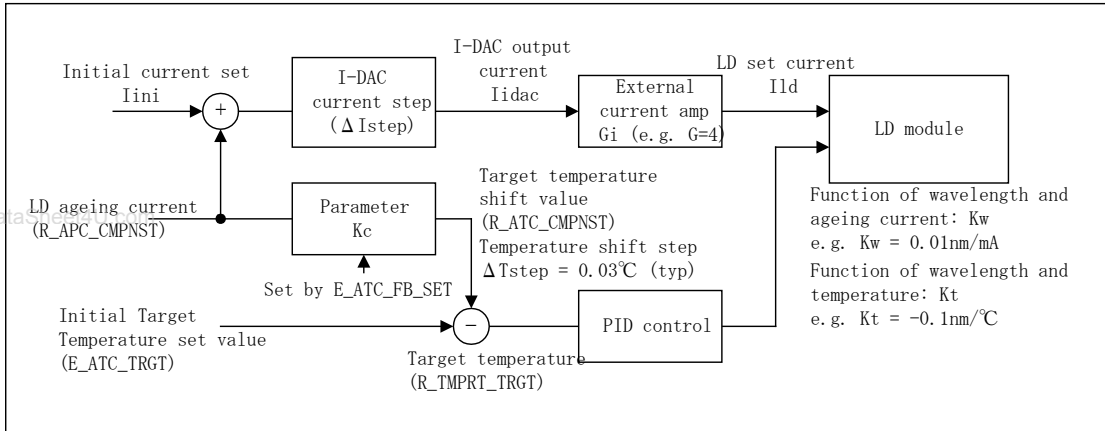 Initial current set
Iini
+
I-DAC
current step
(ΔIstep)
I-DAC output
current
Iidac
External
current amp
Gi (e.g. G=4)
LD set current
Ild
LD module
LD ageing current
(R_APC_CMPNST)
ataSheet4U.com
Parameter
Kc
Set by E_ATC_FB_SET
Target temperature
shift value
(R_ATC_CMPNST)
Temperature shift step
ΔTstep = 0.03℃ (typ)
Function of wavelength and
ageing current: Kw
e.g. Kw = 0.01nm/mA
Function of wavelength and
temperature: Kt
e.g. Kt = -0.1nm/℃
Initial Target
Temperature set value
(E_ATC_TRGT)
−
Target temperature
(R_TMPRT_TRGT)
PID control